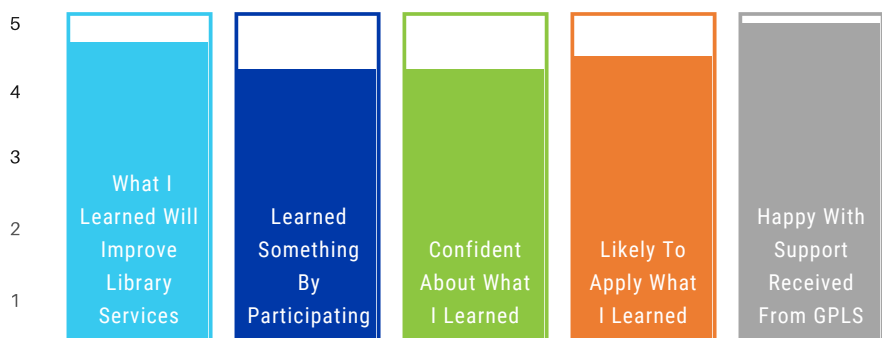 5
4
3
2
1
What I
Learned Will
Improve
Library
Services
Learned
Something
By
Participating
Confident
About What
I Learned
Likely To
Apply What
I Learned
Happy With
Support
Received
From GPLS